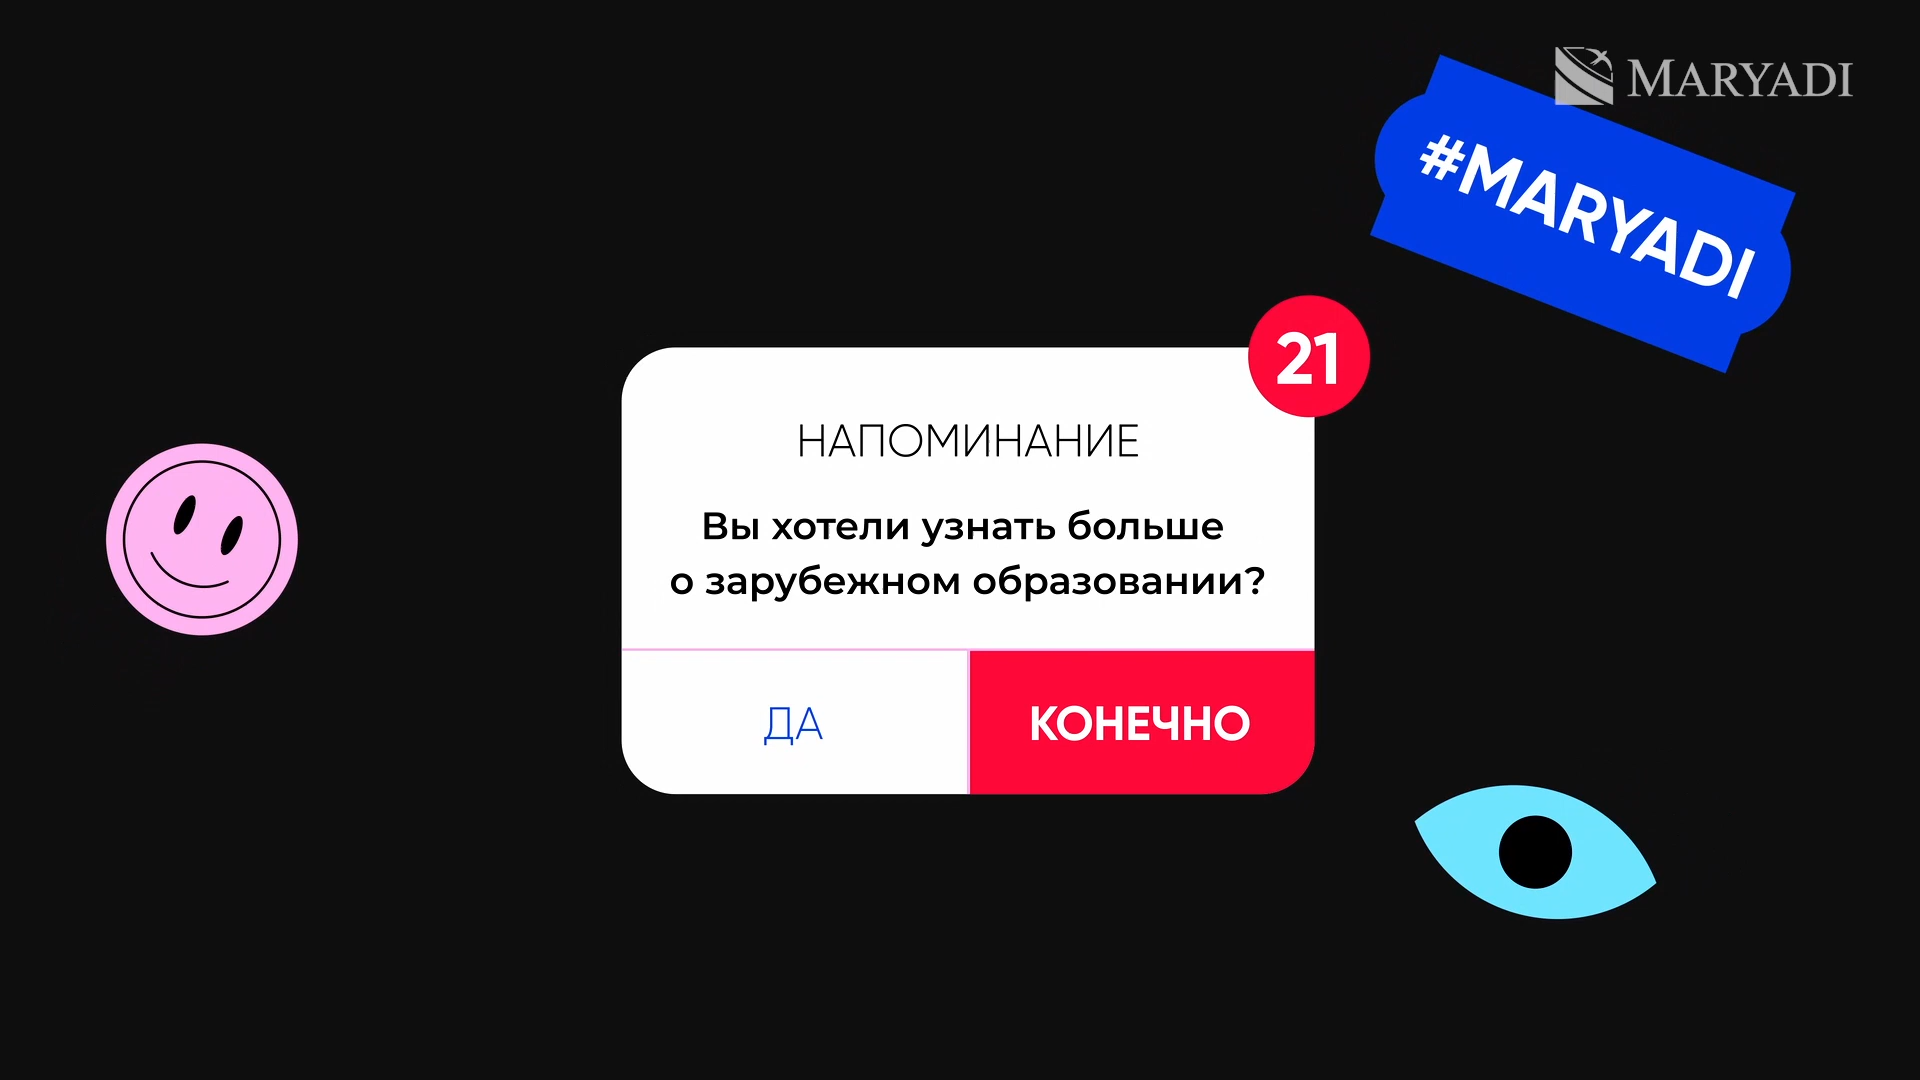 MARYADI
#MARYADI
21
НАПОМИНАНИЕ
Вы хотели узнать больше
о зарубежном образовании?
ДА
КОНЕЧНО